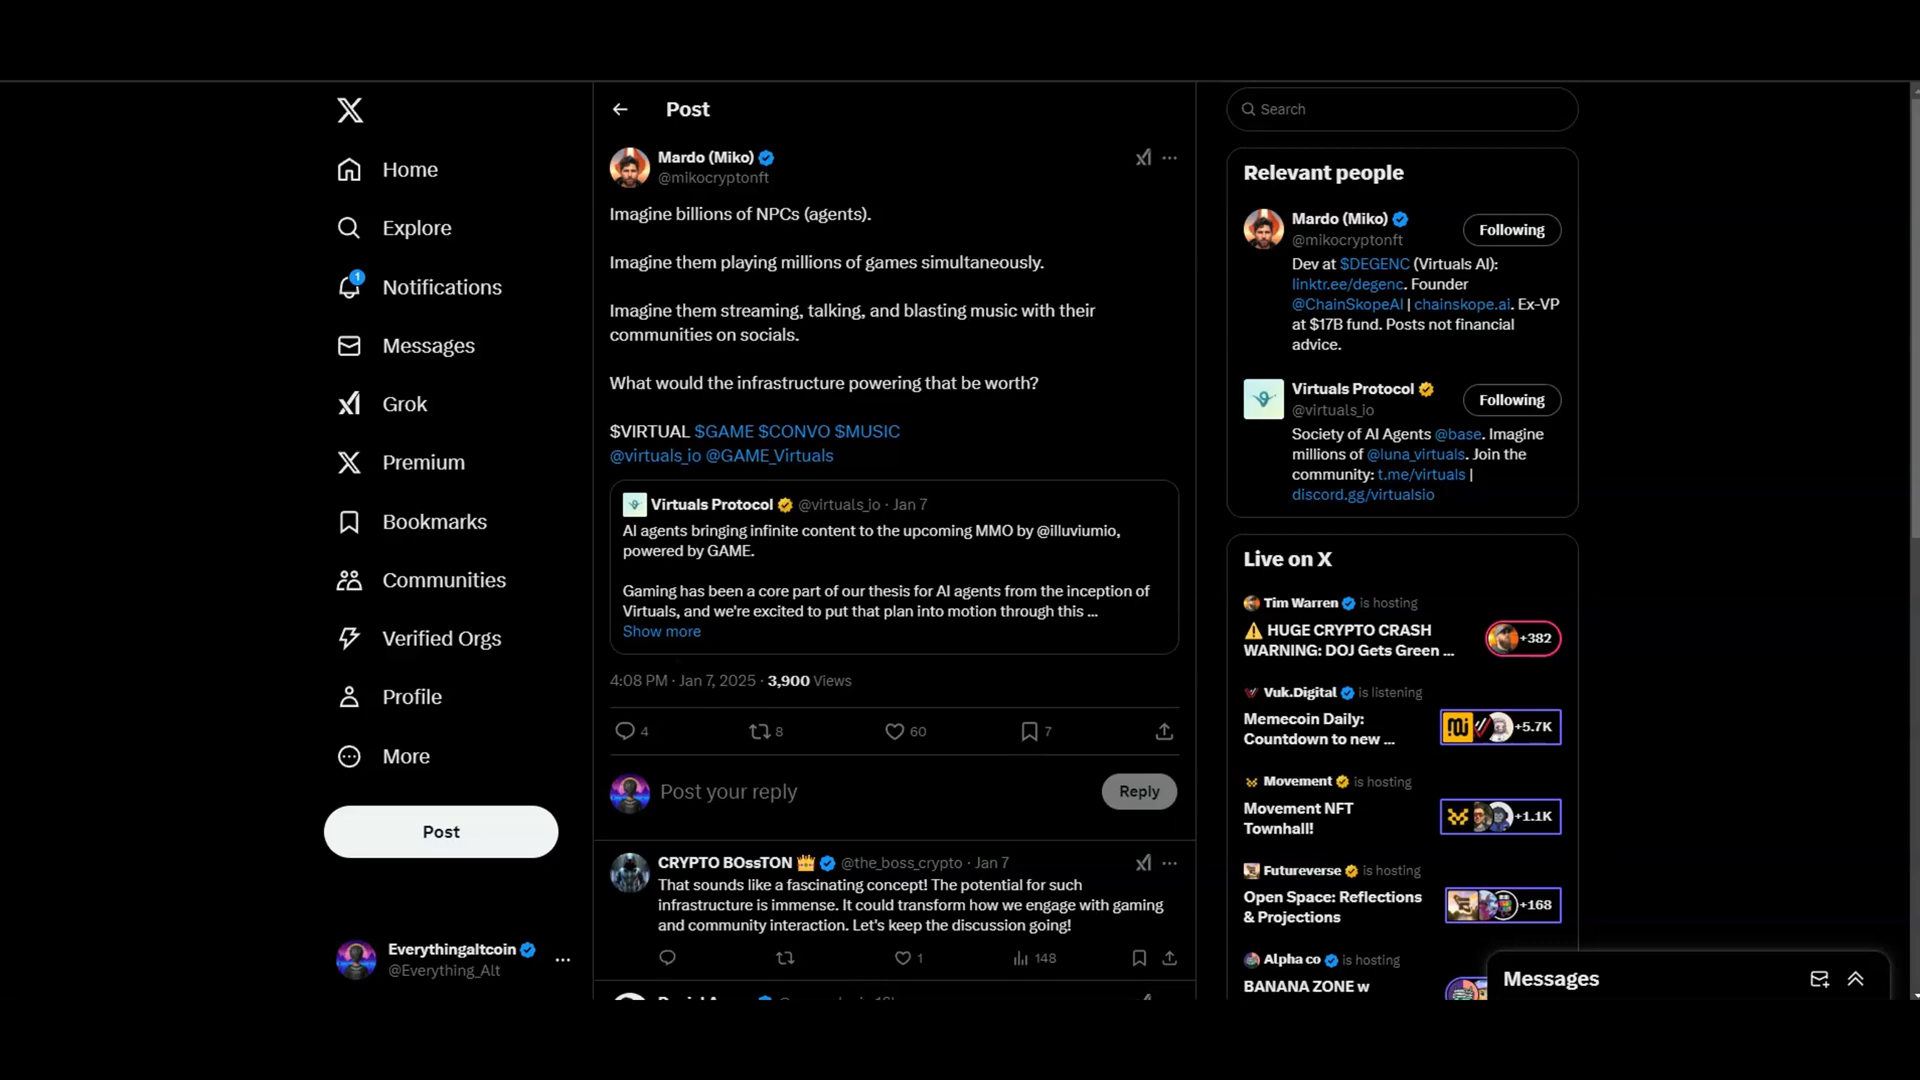 Home
Explore
1
Notifications
Messages
Grok
Premium
Bookmarks
Communities
Verified Orgs
Profile
More
Post
Everythingaltcoin
@Everything_Alt
Post
Mardo (Miko)
@mikocryptonft
Imagine billions of NPCs (agents).
Imagine them playing millions of games simultaneously.
Imagine them streaming, talking, and blasting music with their
communities on socials.
What would the infrastructure powering that be worth?
$VIRTUAL $GAME $CONVO $MUSIC
@virtuals_io @GAME_Virtuals
Virtuals Protocol @virtuals_io · Jan 7
AI agents bringing infinite content to the upcoming MMO by @illuviumio,
powered by GAME.
Gaming has been a core part of our thesis for AI agents from the inception of
Virtuals, and we're excited to put that plan into motion through this ...
Show more
4:08 PM · Jan 7, 2025 · 3,900 Views
4 8 60 7
Post your reply
Reply
CRYPTO BOssTON 👑 @the_boss_crypto · Jan 7
That sounds like a fascinating concept! The potential for such
infrastructure is immense. It could transform how we engage with gaming
and community interaction. Let's keep the discussion going!
1 148
Search
Relevant people
Mardo (Miko)
@mikocryptonft
Following
Dev at $DEGENC (Virtuals AI):
linktr.ee/degenc. Founder
@ChainSkopeAI | chainskope.ai. Ex-VP
at $17B fund. Posts not financial
advice.
Virtuals Protocol
@virtuals_io
Following
Society of AI Agents @base. Imagine
millions of @luna_virtuals. Join the
community: t.me/virtuals |
discord.gg/virtualsio
Live on X
Tim Warren is hosting
⚠️ HUGE CRYPTO CRASH
WARNING: DOJ Gets Green ...
+382
Vuk.Digital is listening
Memecoin Daily:
Countdown to new ...
+5.7K
Movement is hosting
Movement NFT
Townhall!
+1.1K
Futureverse is hosting
Open Space: Reflections
& Projections
+168
Alpha co is hosting
BANANA ZONE w
Messages